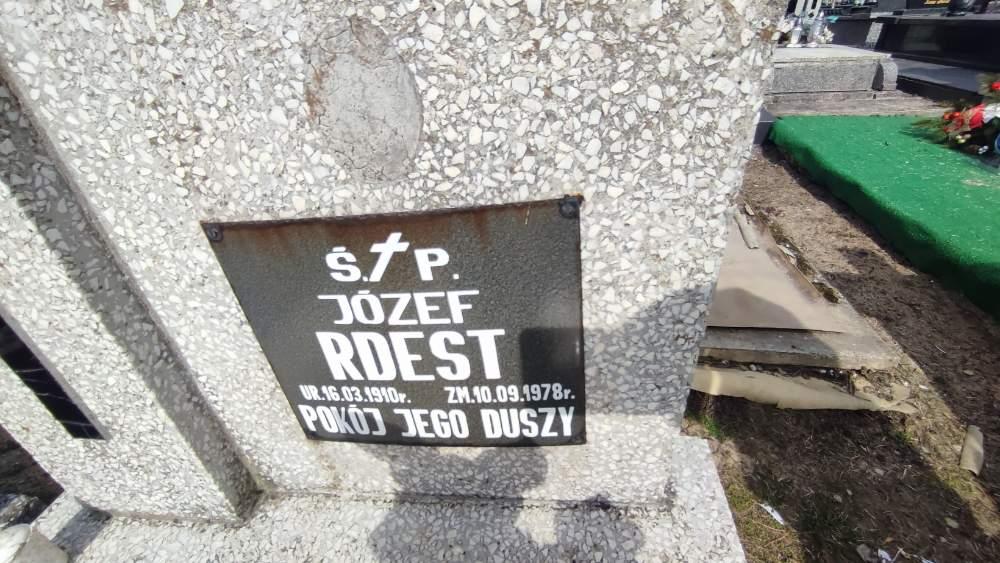 Ś.✝P.
JÓZEF
RDEST
UR.16.03.1910r. ZM.10.09.1978r.
POKÓJ JEGO DUSZY